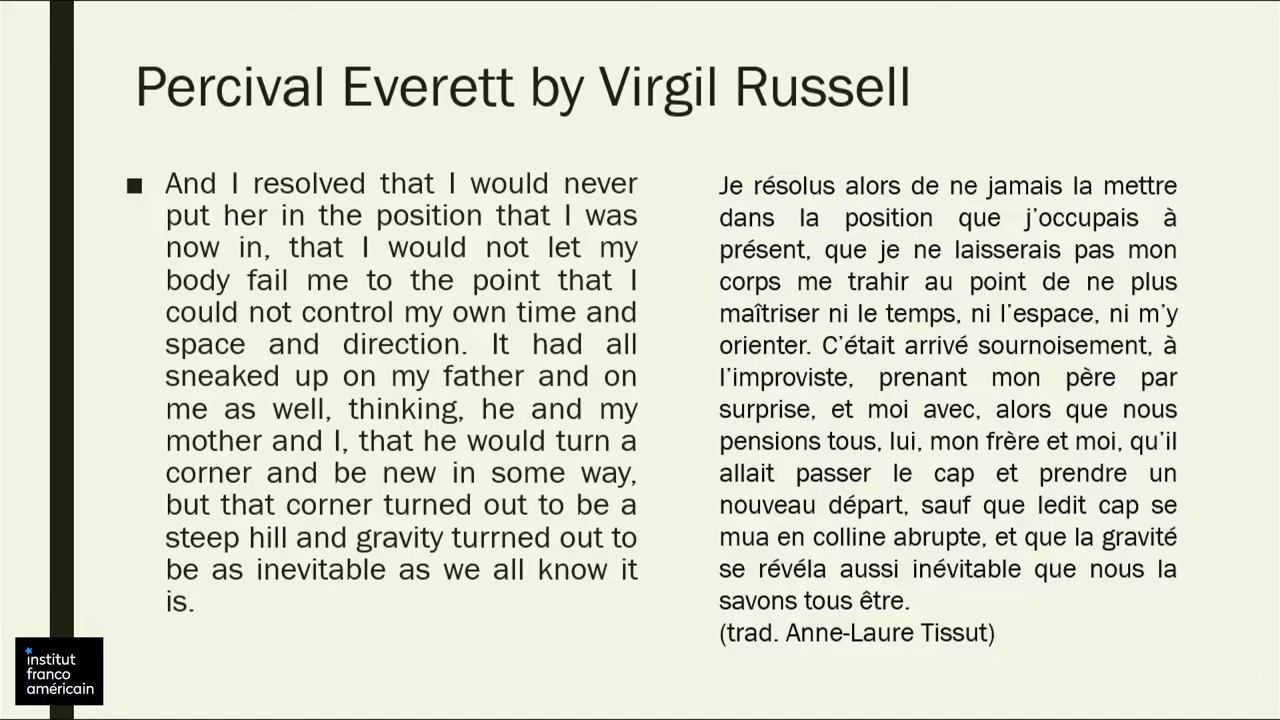 Percival Everett by Virgil Russell
■ And I resolved that I would never
put her in the position that I was
now in, that I would not let my
body fail me to the point that I
could not control my own time and
space and direction. It had all
sneaked up on my father and on
me as well, thinking, he and my
mother and I, that he would turn a
corner and be new in some way,
but that corner turned out to be a
steep hill and gravity turrned out to
be as inevitable as we all know it
is.
Je résolus alors de ne jamais la mettre
dans la position que j’occupais à
présent, que je ne laisserais pas mon
corps me trahir au point de ne plus
maîtriser ni le temps, ni l’espace, ni m’y
orienter. C’était arrivé sournoisement, à
l’improviste, prenant mon père par
surprise, et moi avec, alors que nous
pensions tous, lui, mon frère et moi, qu’il
allait passer le cap et prendre un
nouveau départ, sauf que ledit cap se
mua en colline abrupte, et que la gravité
se révéla aussi inévitable que nous la
savons tous être.
(trad. Anne-Laure Tissut)
institut
franco
américain